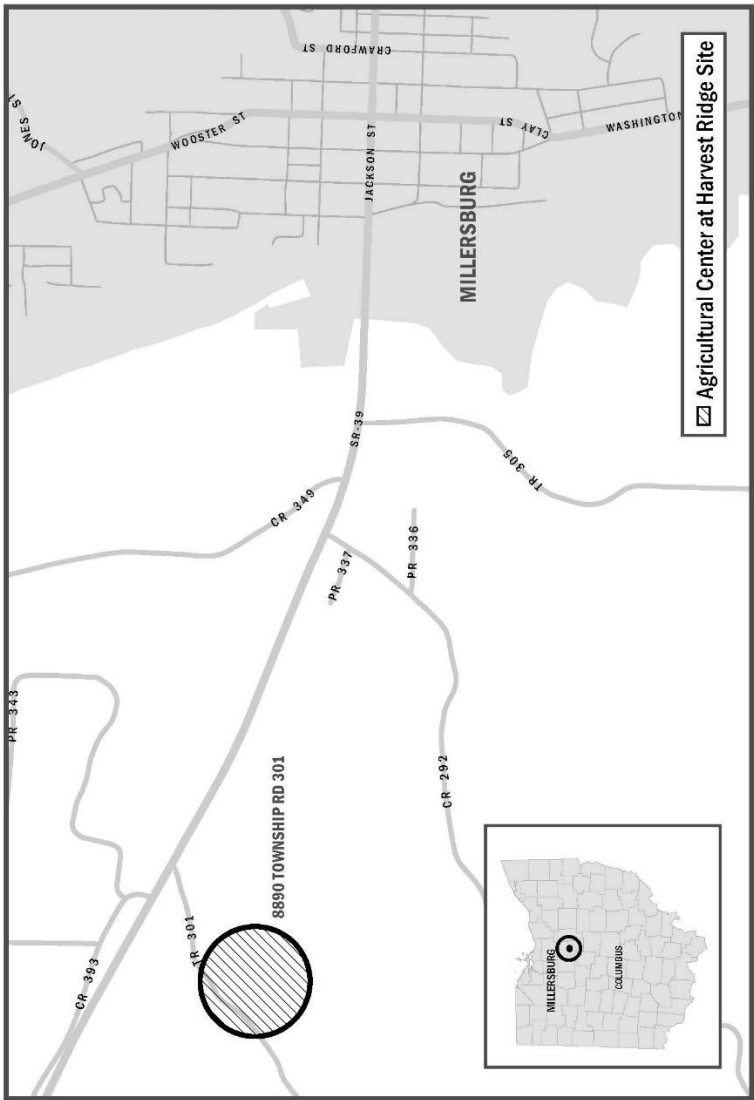 JONES ST
WOOSTER ST
CRAWFORD ST
JACKSON ST
CLAY ST
WASHINGTON
MILLERSBURG
SR-39
CR 349
PR 337
PR 336
TR 305
PR 343
CR 393
TR 301
8890 TOWNSHIP RD 301
CR 292
MILLERSBURG
COLUMBUS
Agricultural Center at Harvest Ridge Site